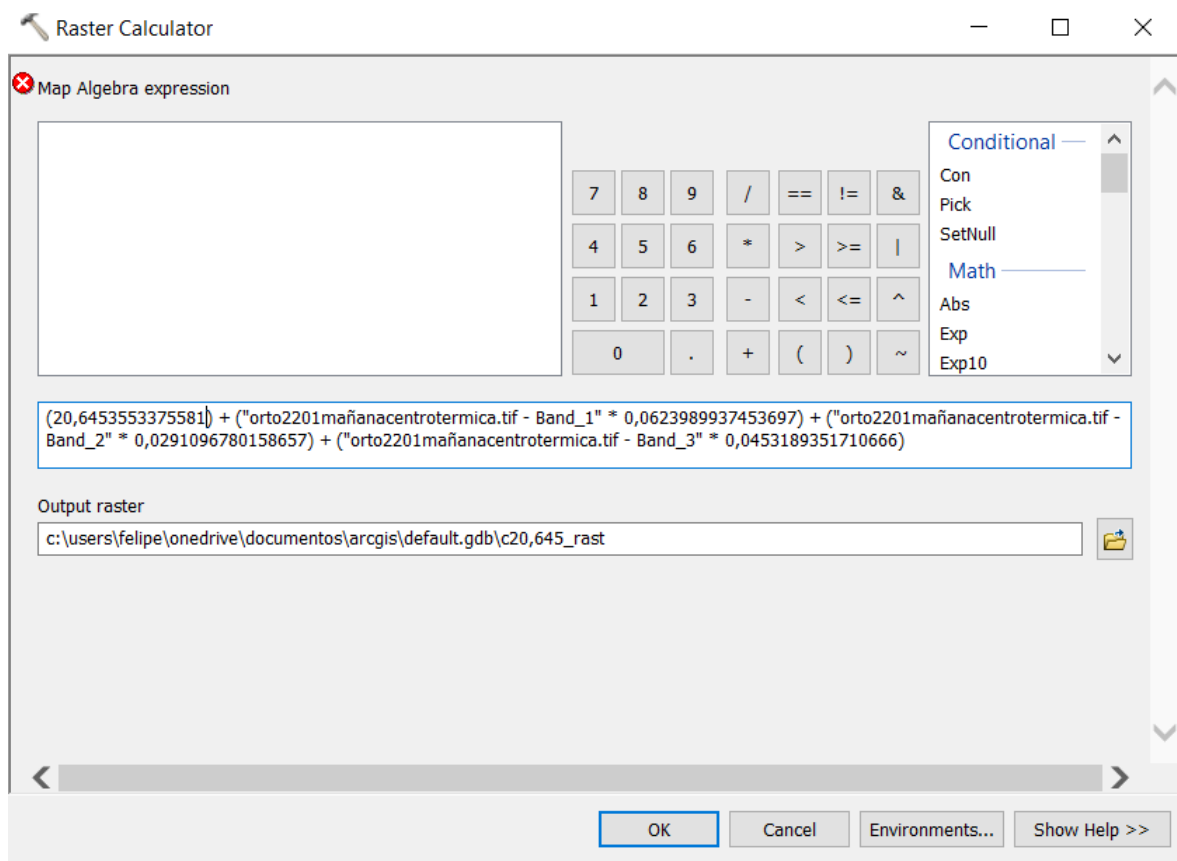 Raster Calculator
Map Algebra expression
7 8 9 / == != &
4 5 6 * > >= |
1 2 3 - < <= ^
0 . + ( ) ~
Conditional
Con
Pick
SetNull
Math
Abs
Exp
Exp10
(20,6453553375581) + ("orto2201mañanacentrotermica.tif - Band_1" * 0,0623989937453697) + ("orto2201mañanacentrotermica.tif -
Band_2" * 0,0291096780158657) + ("orto2201mañanacentrotermica.tif - Band_3" * 0,0453189351710666)
Output raster
c:\users\felipe\onedrive\documentos\arcgis\default.gdb\c20,645_rast
OK Cancel Environments... Show Help >>